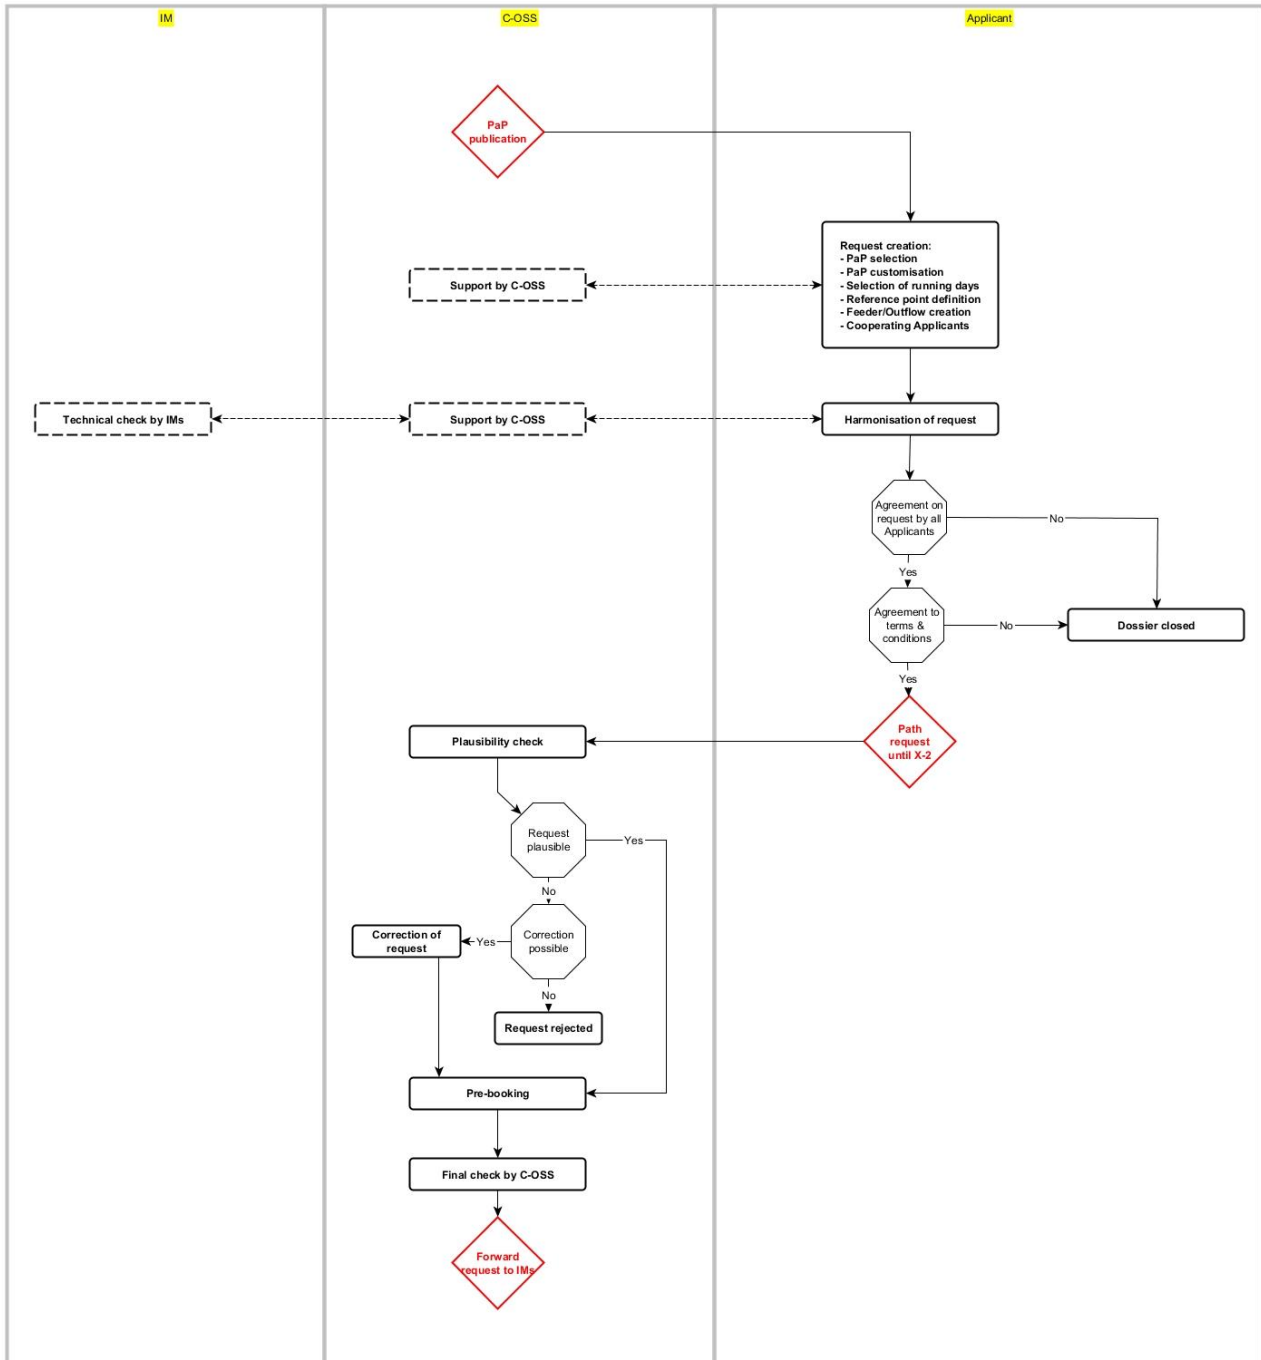 IM
C-OSS
Applicant
PaP
publication
Request creation:
- PaP selection
- PaP customisation
- Selection of running days
- Reference point definition
- Feeder/Outflow creation
- Cooperating Applicants
Support by C-OSS
Technical check by IMs
Support by C-OSS
Harmonisation of request
Agreement on
request by all
Applicants
No
Yes
Agreement to
terms &
conditions
No
Dossier closed
Yes
Path
request
until X-2
Plausibility check
Request
plausible
Yes
No
Correction of
request
Yes
Correction
possible
No
Request rejected
Pre-booking
Final check by C-OSS
Forward
request to IMs